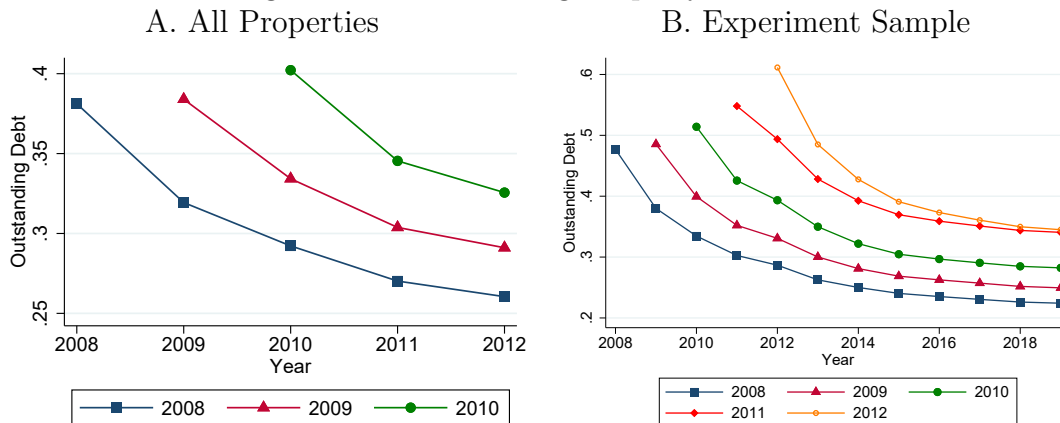 A. All Properties
B. Experiment Sample
Outstanding Debt
.4
.35
.3
.25
2008 2009 2010 2011 2012
Year
2008 2009 2010
Outstanding Debt
.6
.5
.4
.3
.2
2008 2010 2012 2014 2016 2018
Year
2008 2009 2010
2011 2012